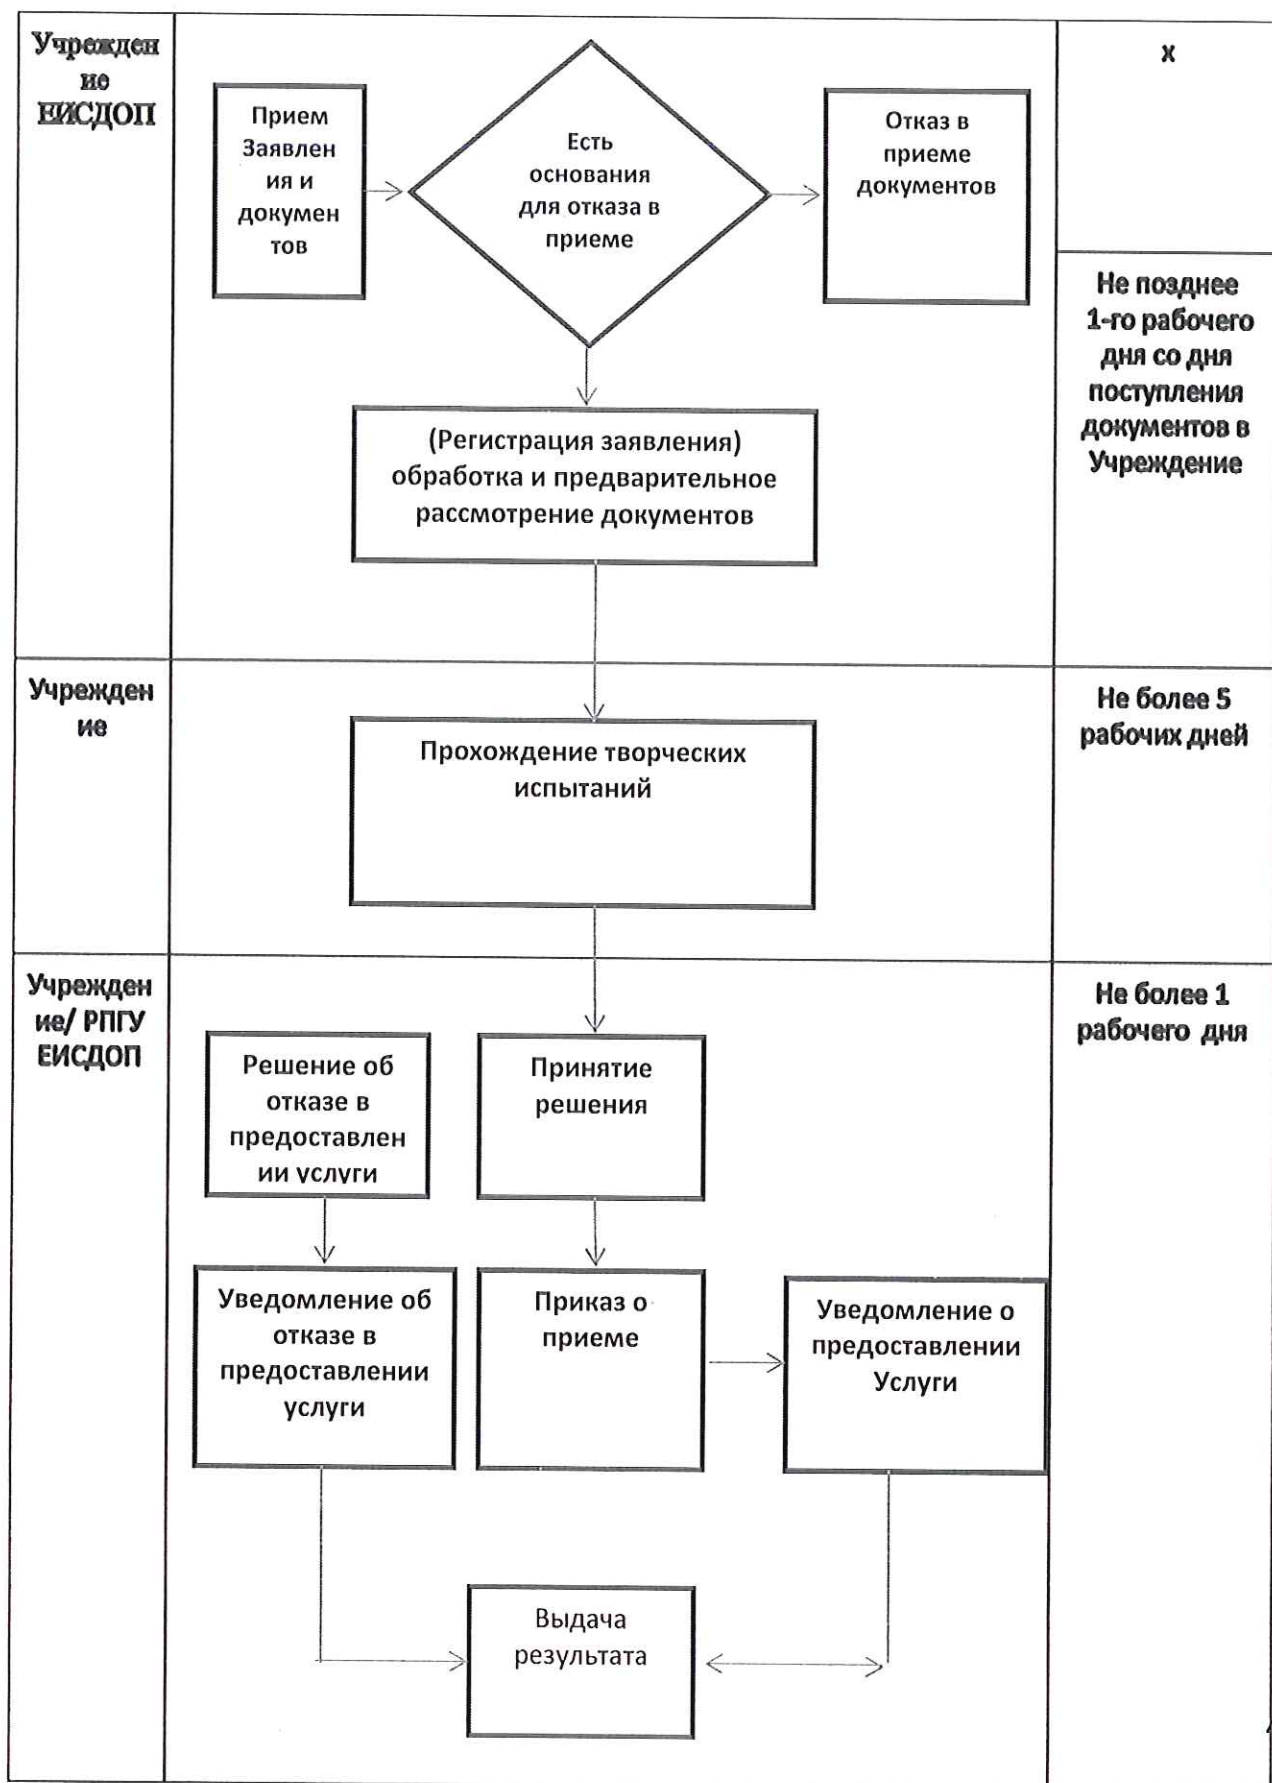 Учрежден
ие
ЕИСДОП
Прием
Заявлен
ия и
докумен
тов
Есть
основания
для отказа в
приеме
Отказ в
приеме
документов
х
Не позднее
1-го рабочего
дня со дня
поступления
документов в
Учреждение
(Регистрация заявления)
обработка и предварительное
рассмотрение документов
Учрежден
ие
Прохождение творческих
испытаний
Не более 5
рабочих дней
Учрежден
ие/ РПГУ
ЕИСДОП
Решение об
отказе в
предоставлен
ии услуги
Принятие
решения
Не более 1
рабочего дня
Уведомление об
отказе в
предоставлении
услуги
Приказ о
приеме
Уведомление о
предоставлении
Услуги
Выдача
результата